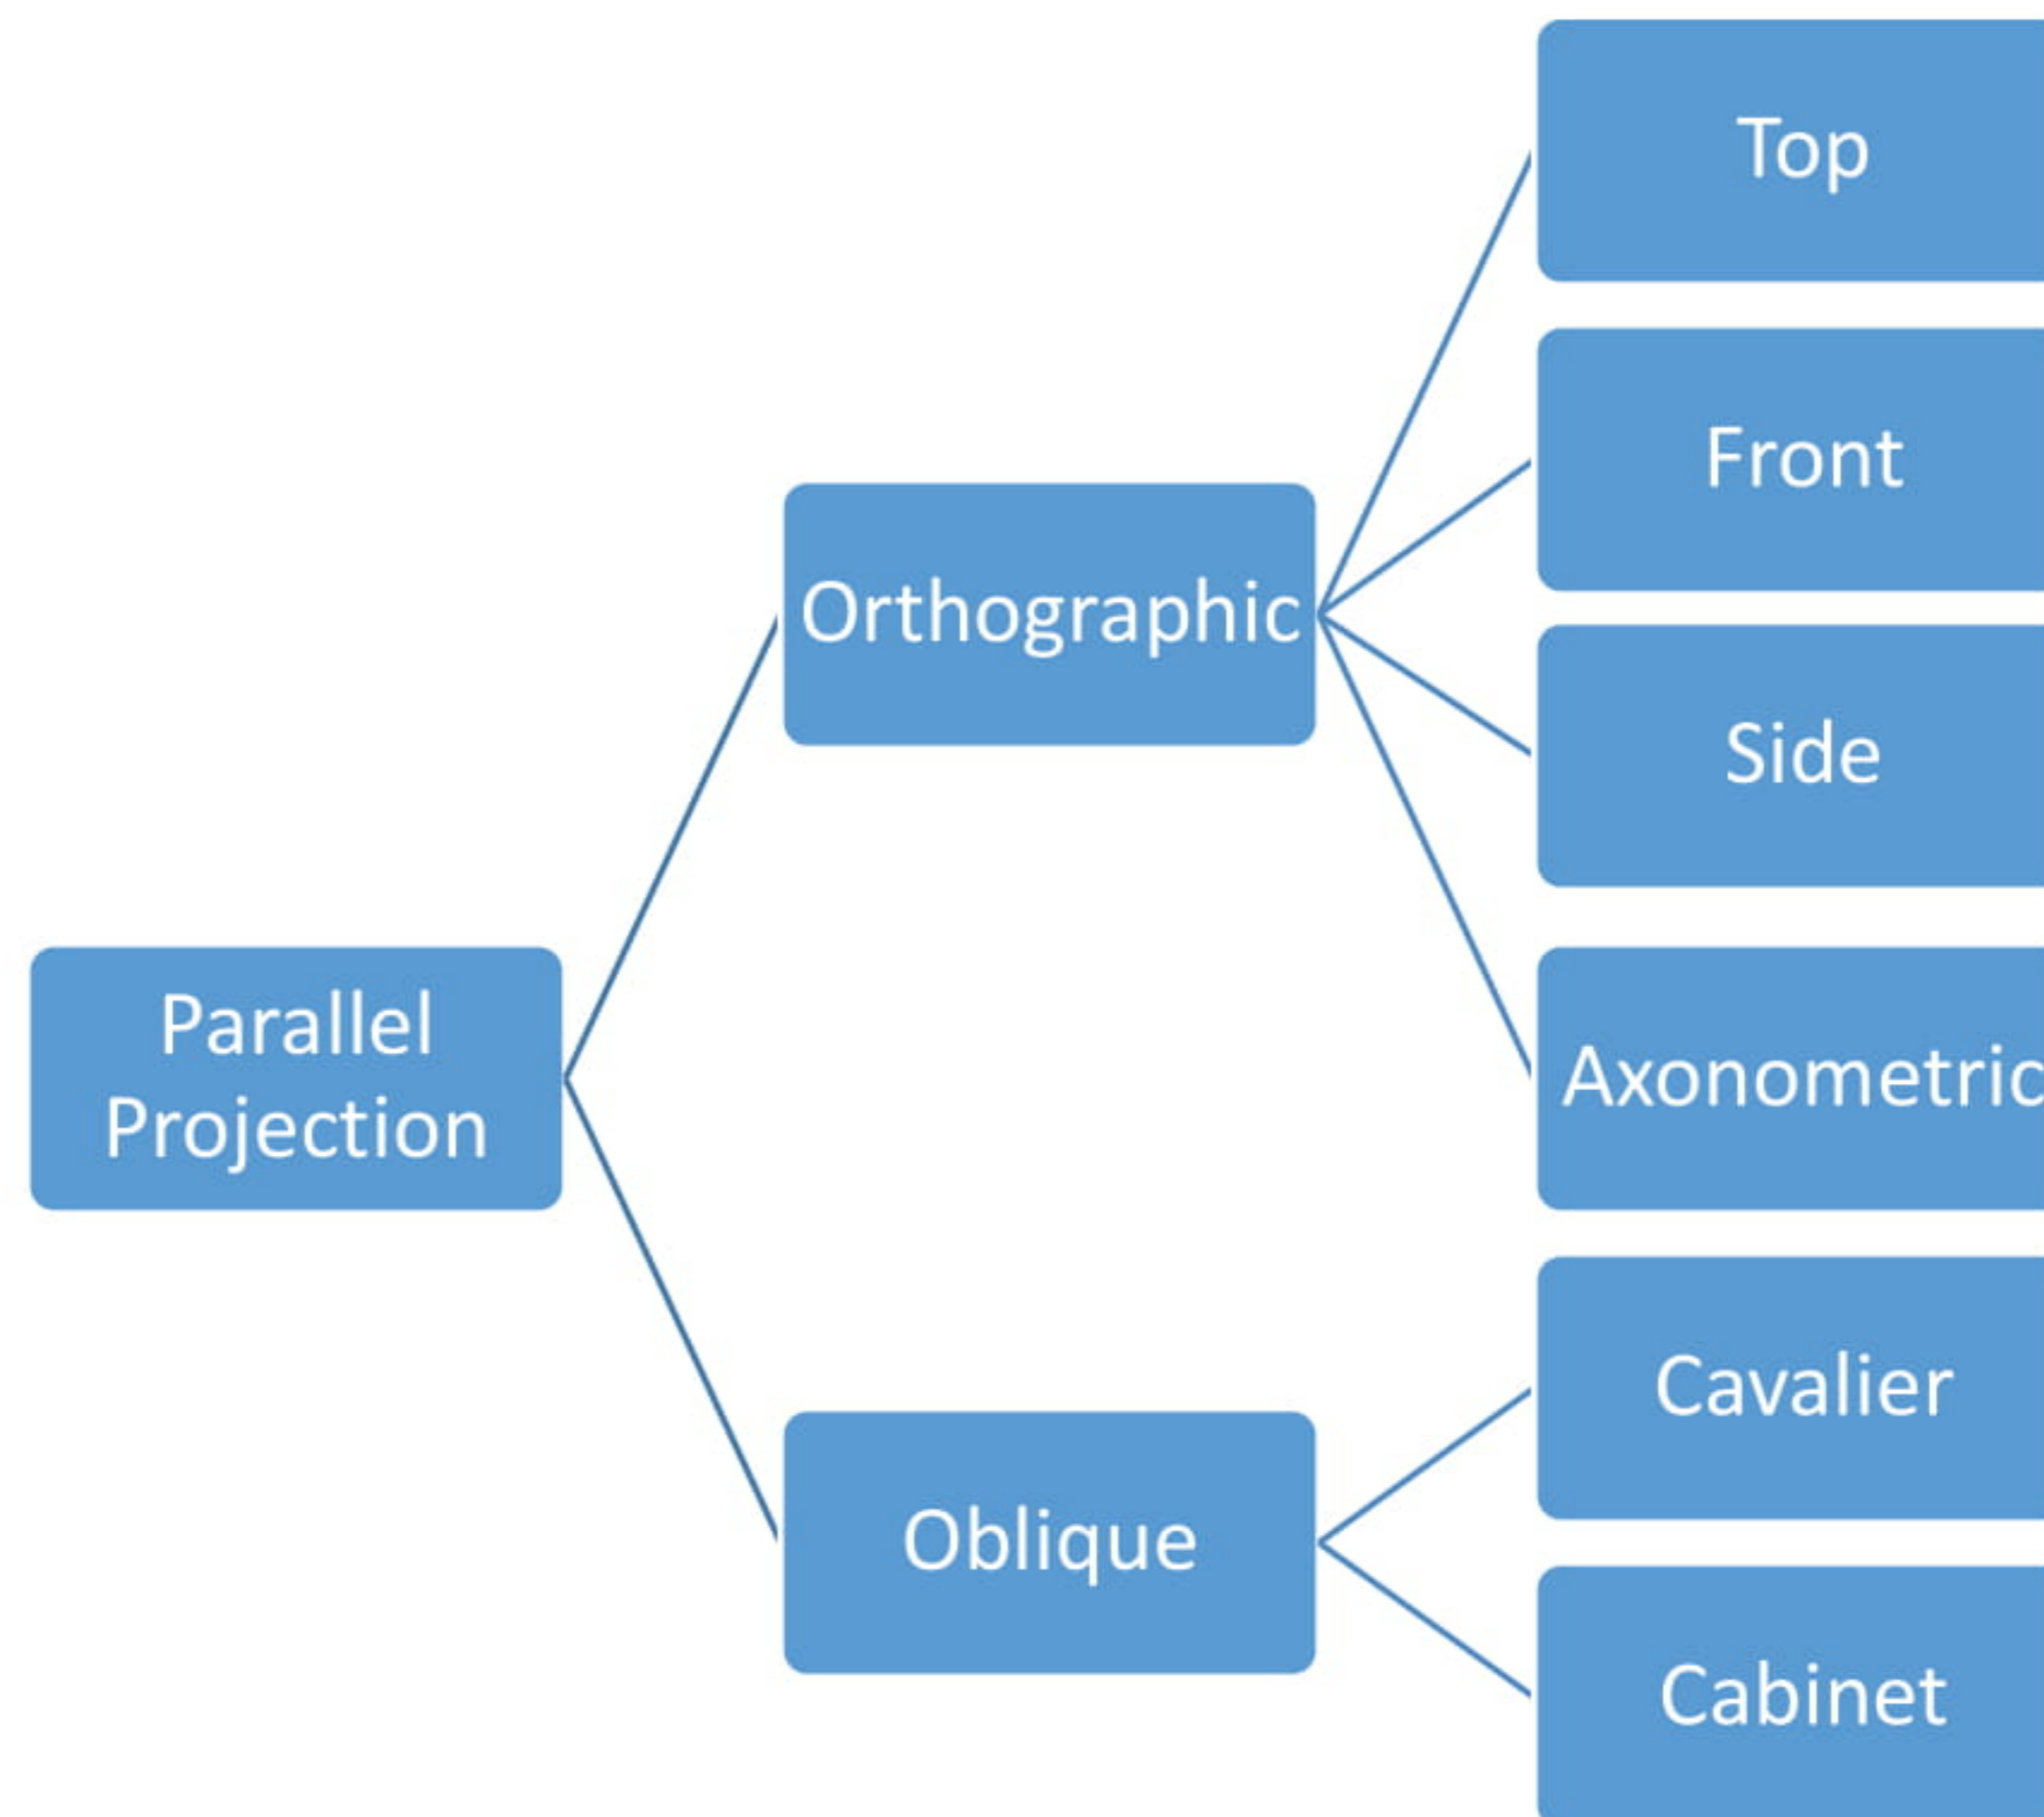 Top
Front
Orthographic
Side
Parallel
Projection
Axonometric
Cavalier
Oblique
Cabinet